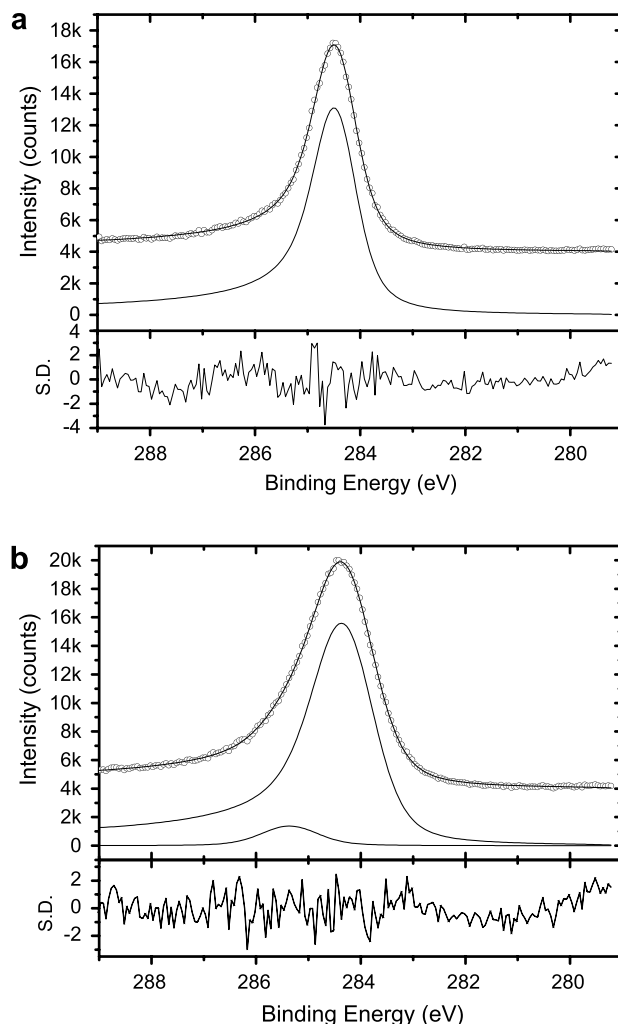 a
18k
16k
14k
12k
10k
8k
6k
4k
2k
0
Intensity (counts)
4
2
0
-2
-4
S.D.
288 286 284 282 280
Binding Energy (eV)
b
20k
18k
16k
14k
12k
10k
8k
6k
4k
2k
0
Intensity (counts)
2
0
-2
S.D.
288 286 284 282 280
Binding Energy (eV)